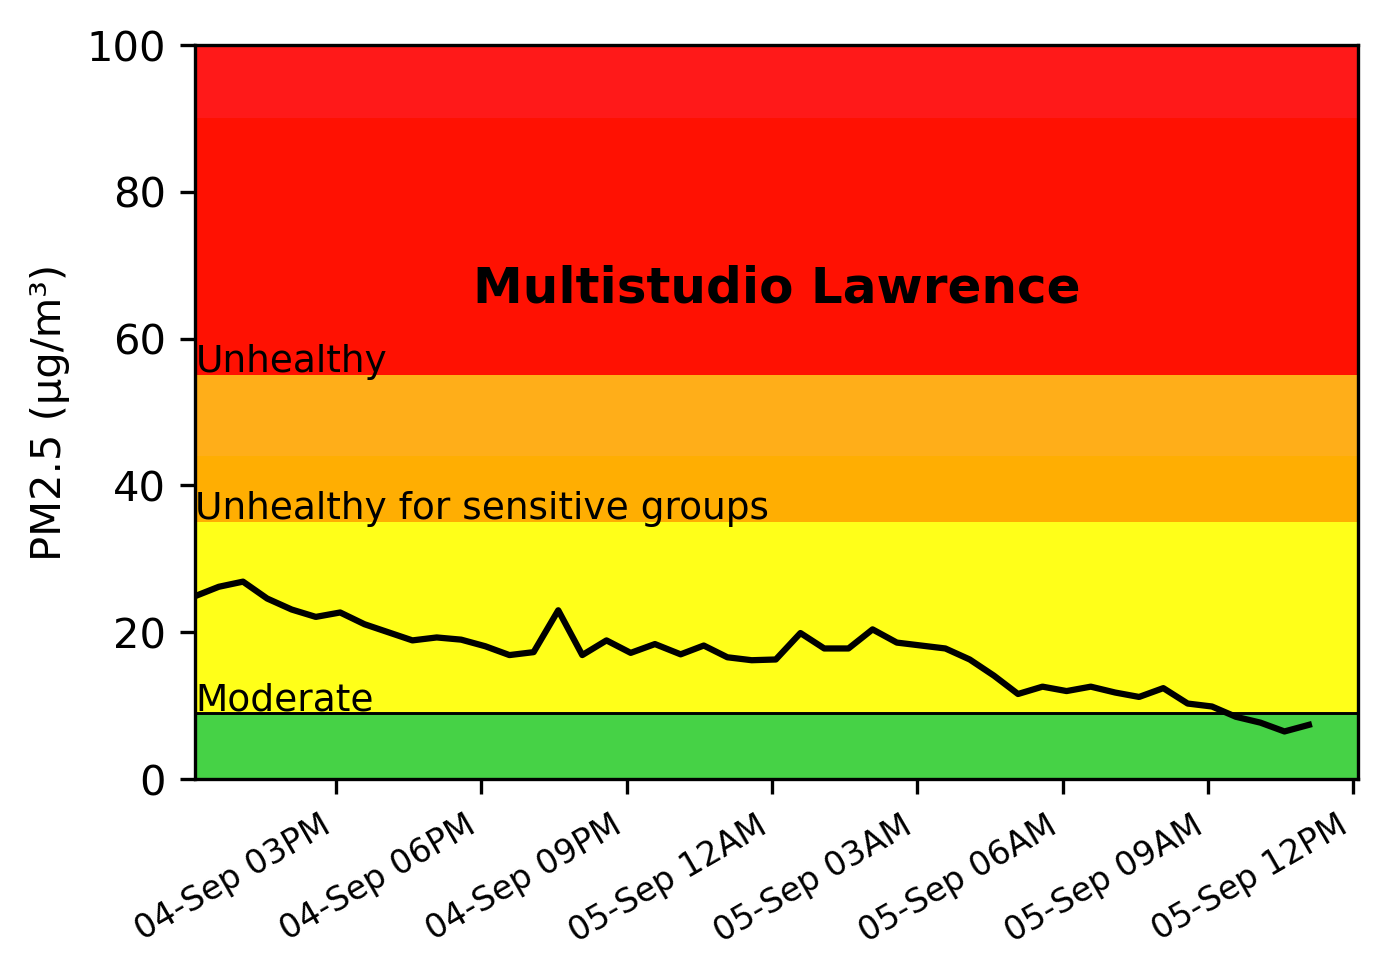 100
80
60
40
20
0
PM2.5 (µg/m³)
Multistudio Lawrence
Unhealthy
Unhealthy for sensitive groups
Moderate
04-Sep 03PM
04-Sep 06PM
04-Sep 09PM
05-Sep 12AM
05-Sep 03AM
05-Sep 06AM
05-Sep 09AM
05-Sep 12PM